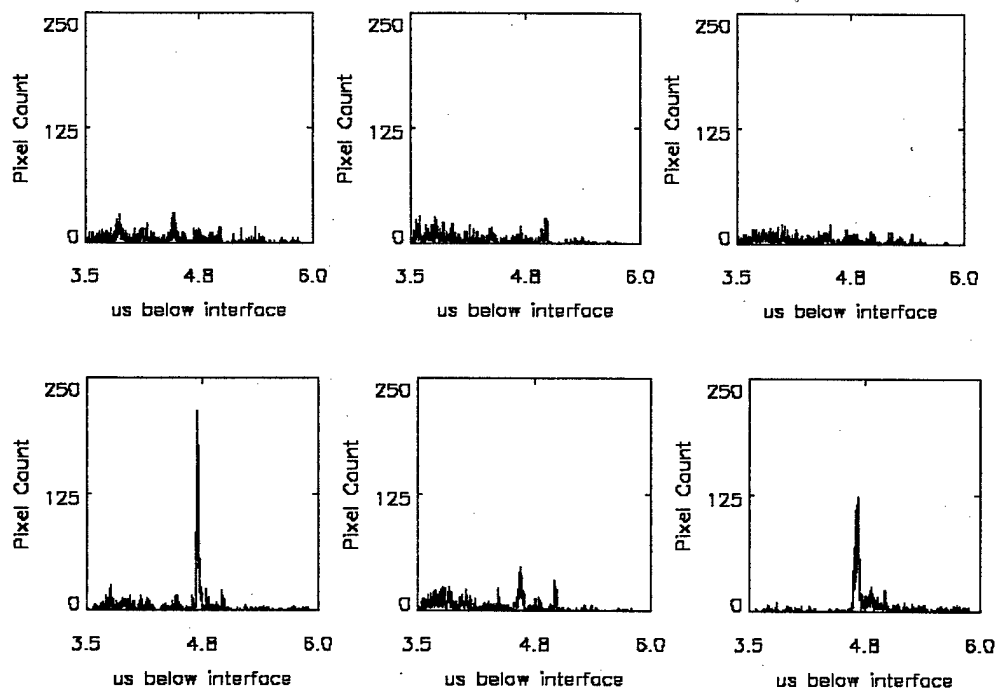 250 250 250
Pixel Count Pixel Count Pixel Count
125 125 125
0 0 0
3.5 4.8 6.0 3.5 4.8 6.0 3.5 4.8 6.0
us below interface us below interface us below interface
250 250 250
Pixel Count Pixel Count Pixel Count
125 125 125
0 0 0
3.5 4.8 6.0 3.5 4.8 6.0 3.5 4.8 6.0
us below interface us below interface us below interface